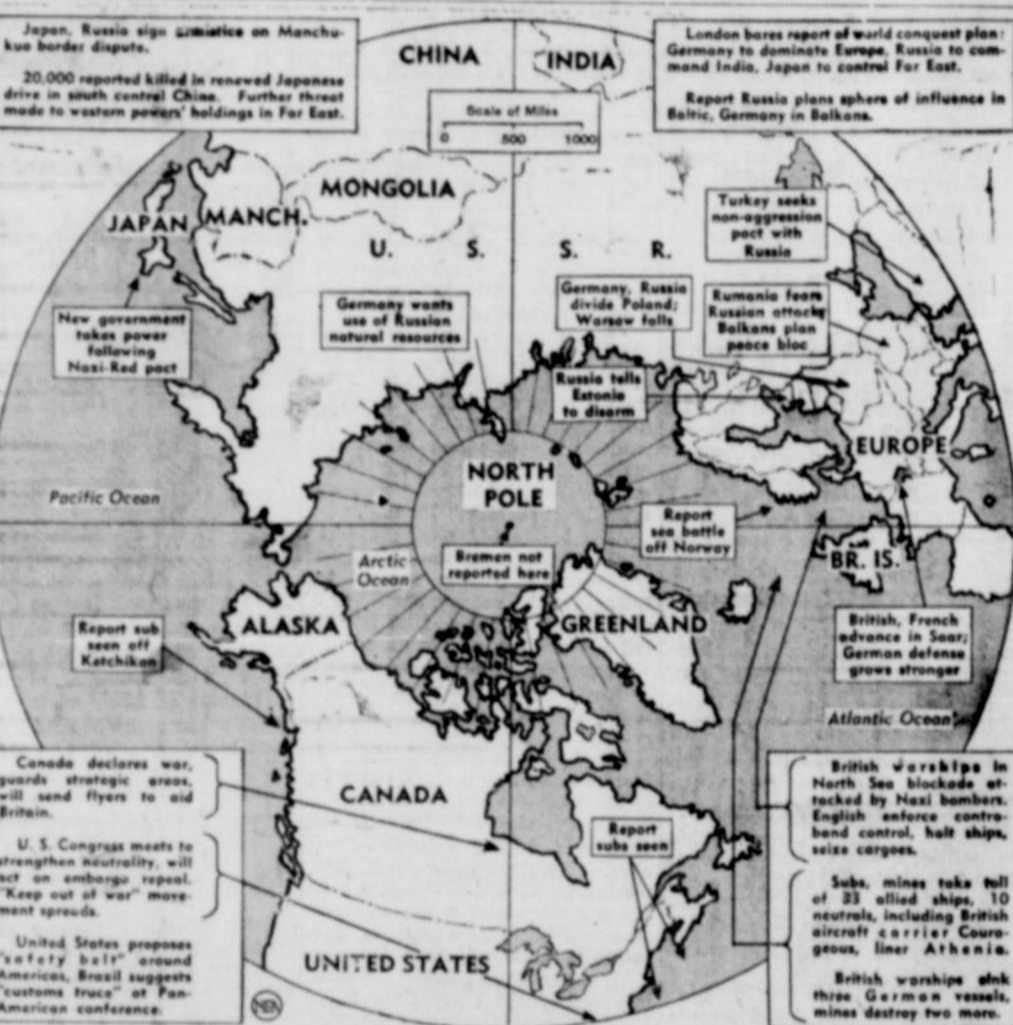 Japan, Russia sign armistice on Manchu-
kuo border dispute.
20,000 reported killed in renewed Japanese
drive in south central China. Further threat
made to western powers' holdings in Far East.
CHINA
INDIA
Scale of Miles
0 500 1000
London bares report of world conquest plan:
Germany to dominate Europe, Russia to com-
mand India, Japan to control Far East.
Report Russia plans sphere of influence in
Baltic, Germany in Balkans.
JAPAN
MANCH.
MONGOLIA
U. S. S. R.
Turkey seeks
non-aggression
pact with
Russia
New government
takes power
following
Nazi-Red pact
Germany wants
use of Russian
natural resources
Germany, Russia
divide Poland;
Warsaw falls
Rumania fears
Russian attack;
Balkans plan
peace bloc
Russia tells
Estonia
to disarm
EUROPE
NORTH
POLE
Pacific Ocean
Arctic
Ocean
Bremen not
reported here
Report
sea battle
off Norway
BR. IS.
Report sub
seen off
Ketchikan
ALASKA
GREENLAND
British, French
advance in Saar;
German defense
grows stronger
Atlantic Ocean
Canada declares war,
guards strategic areas,
will send flyers to aid
Britain.
U. S. Congress meets to
strengthen neutrality, will
act on embargo repeal.
"Keep out of war" move-
ment spreads.
United States proposes
"safety belt" around
Americas, Brazil suggests
"customs truce" at Pan-
American conference.
CANADA
Report
subs seen
UNITED STATES
NEA
British warships in
North Sea blockade at-
tacked by Nazi bombers.
English enforce contra-
band control, halt ships,
seize cargoes.
Subs, mines take toll
of 33 allied ships, 10
neutrals, including British
aircraft carrier Coura-
geous, liner Athenia.
British warships sink
three German vessels,
mines destroy two more.